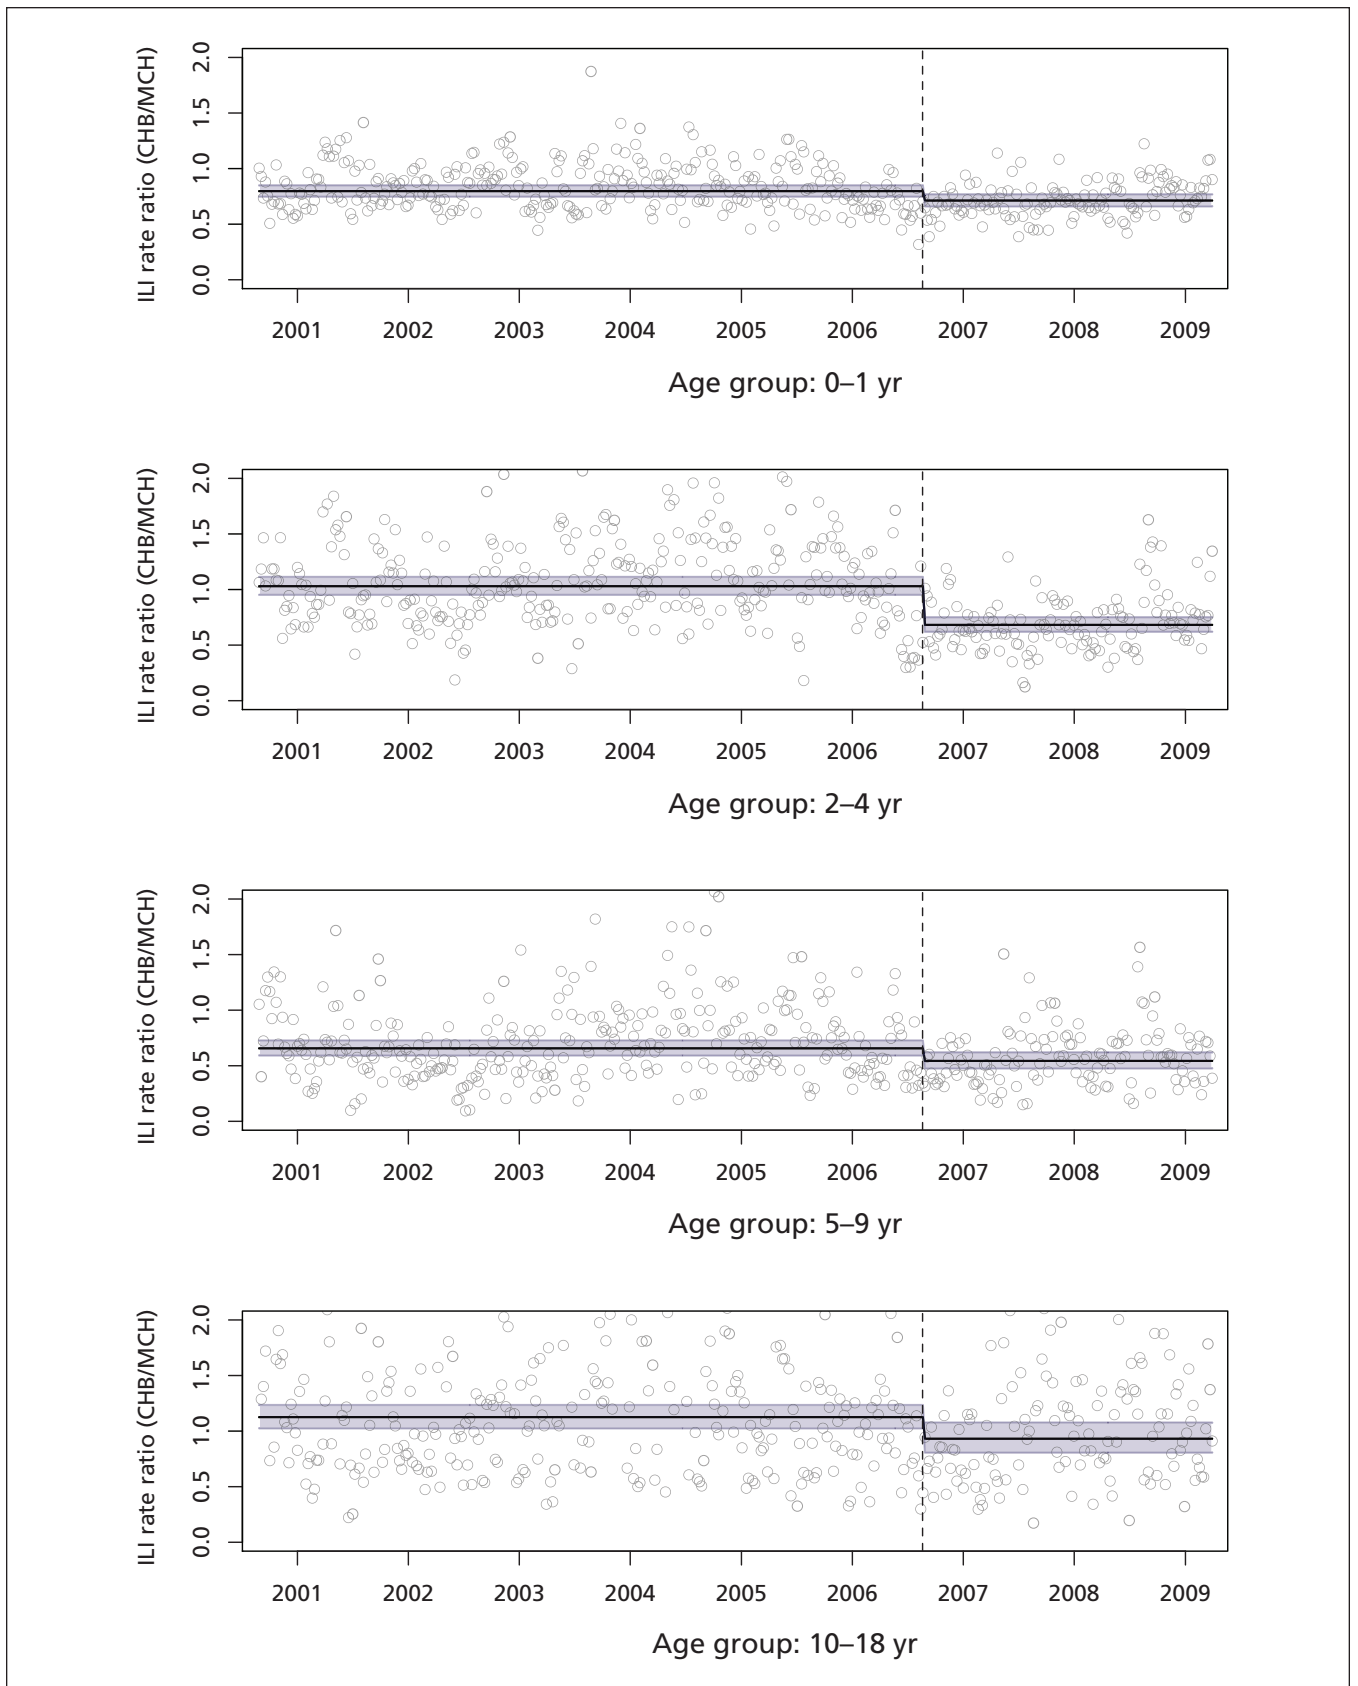 ILI rate ratio (CHB/MCH)
2.0
1.5
1.0
0.5
0.0
2001 2002 2003 2004 2005 2006 2007 2008 2009
Age group: 0–1 yr
ILI rate ratio (CHB/MCH)
2.0
1.5
1.0
0.5
0.0
2001 2002 2003 2004 2005 2006 2007 2008 2009
Age group: 2–4 yr
ILI rate ratio (CHB/MCH)
2.0
1.5
1.0
0.5
0.0
2001 2002 2003 2004 2005 2006 2007 2008 2009
Age group: 5–9 yr
ILI rate ratio (CHB/MCH)
2.0
1.5
1.0
0.5
0.0
2001 2002 2003 2004 2005 2006 2007 2008 2009
Age group: 10–18 yr